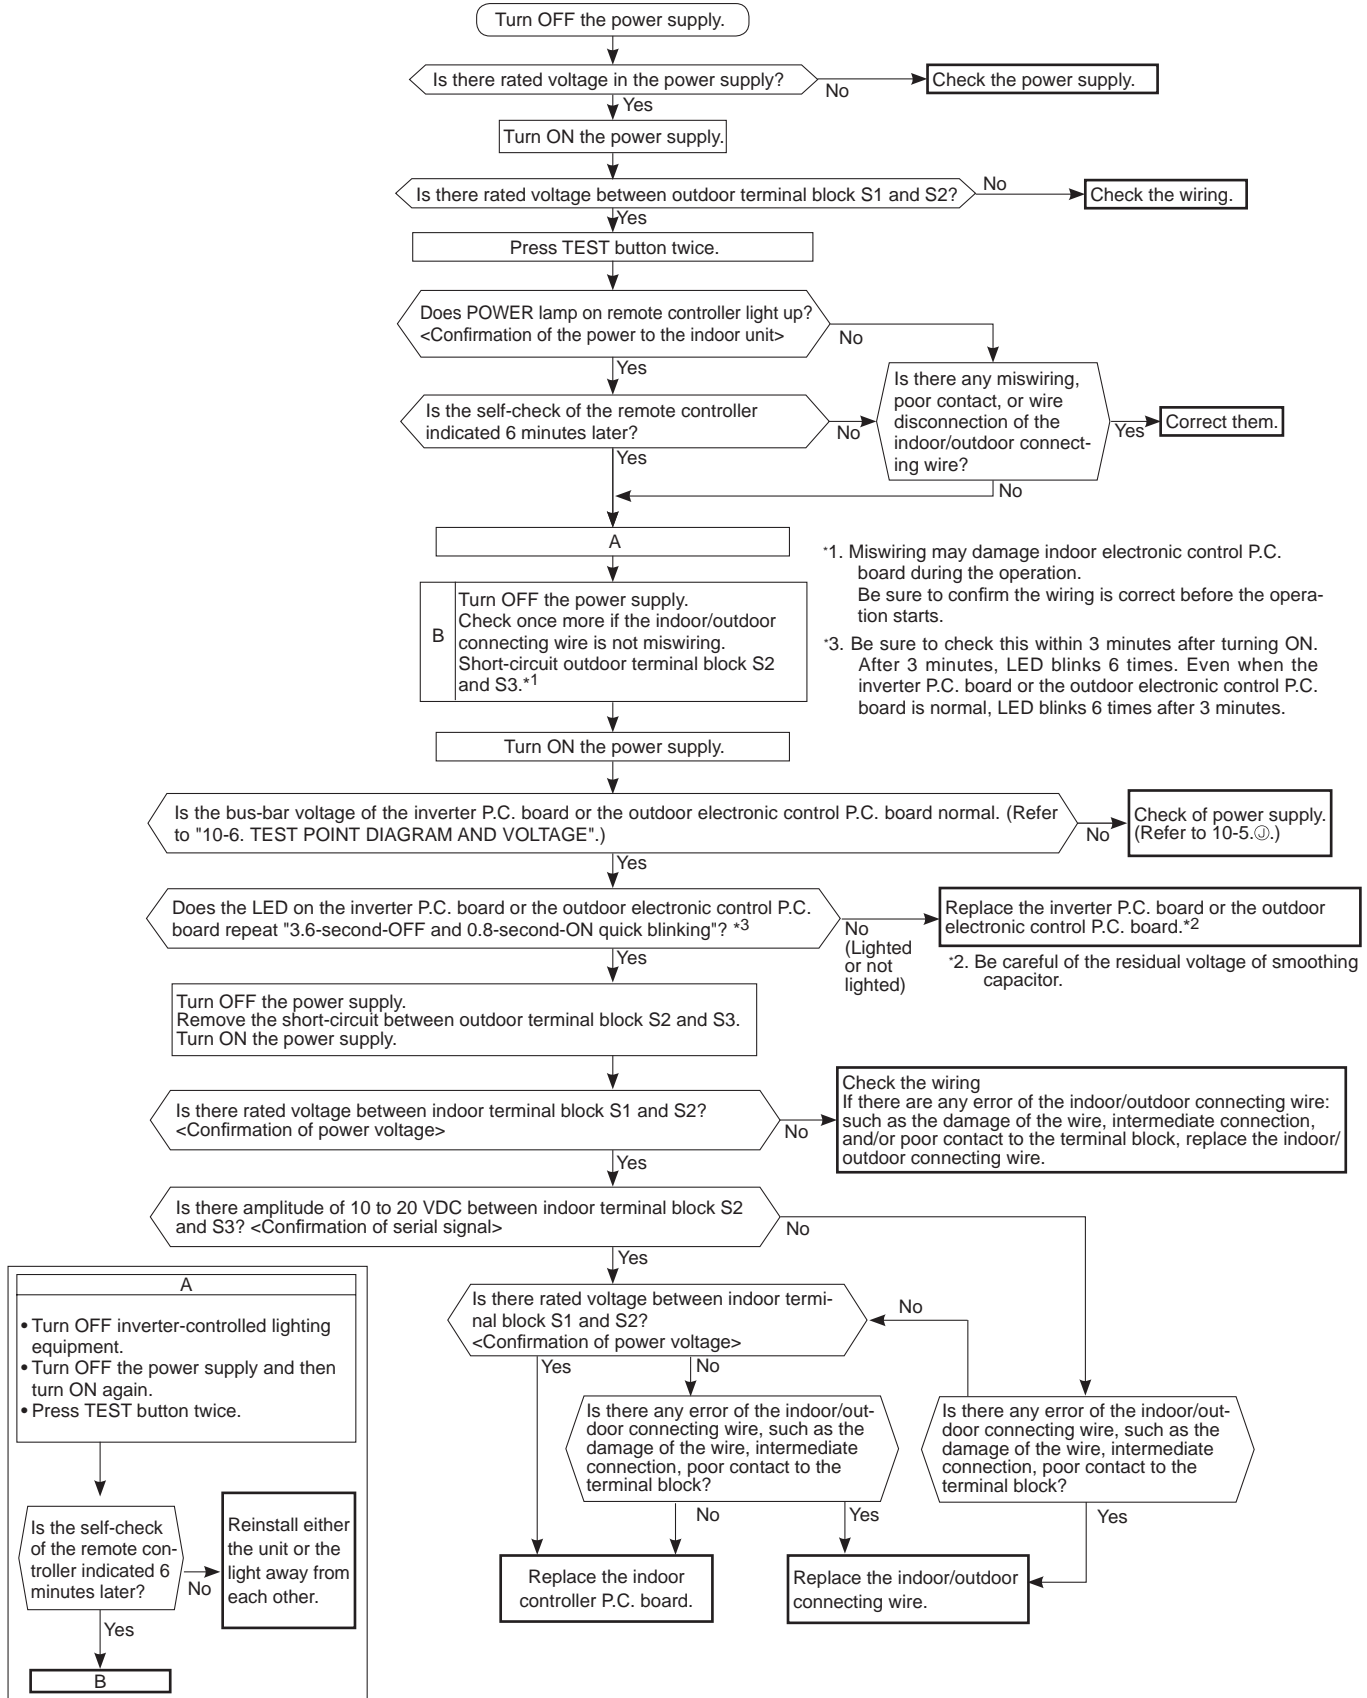 Turn OFF the power supply.
Is there rated voltage in the power supply?
No
Check the power supply.
Yes
Turn ON the power supply.
Is there rated voltage between outdoor terminal block S1 and S2?
No
Check the wiring.
Yes
Press TEST button twice.
Does POWER lamp on remote controller light up?
<Confirmation of the power to the indoor unit>
No
Yes
Is there any miswiring,
poor contact, or wire
disconnection of the
indoor/outdoor connect-
ing wire?
Yes
Correct them.
No
Is the self-check of the remote controller
indicated 6 minutes later?
No
Yes
A
B
Turn OFF the power supply.
Check once more if the indoor/outdoor
connecting wire is not miswiring.
Short-circuit outdoor terminal block S2
and S3.*1
*1. Miswiring may damage indoor electronic control P.C.
board during the operation.
Be sure to confirm the wiring is correct before the opera-
tion starts.
*3. Be sure to check this within 3 minutes after turning ON.
After 3 minutes, LED blinks 6 times. Even when the
inverter P.C. board or the outdoor electronic control P.C.
board is normal, LED blinks 6 times after 3 minutes.
Turn ON the power supply.
Is the bus-bar voltage of the inverter P.C. board or the outdoor electronic control P.C. board normal. (Refer
to "10-6. TEST POINT DIAGRAM AND VOLTAGE".)
No
Check of power supply.
(Refer to 10-5.Ⓙ.)
Yes
Does the LED on the inverter P.C. board or the outdoor electronic control P.C.
board repeat "3.6-second-OFF and 0.8-second-ON quick blinking"? *3
No
(Lighted
or not
lighted)
Replace the inverter P.C. board or the outdoor
electronic control P.C. board.*2
*2. Be careful of the residual voltage of smoothing
capacitor.
Yes
Turn OFF the power supply.
Remove the short-circuit between outdoor terminal block S2 and S3.
Turn ON the power supply.
Is there rated voltage between indoor terminal block S1 and S2?
<Confirmation of power voltage>
No
Check the wiring
If there are any error of the indoor/outdoor connecting wire:
such as the damage of the wire, intermediate connection,
and/or poor contact to the terminal block, replace the indoor/
outdoor connecting wire.
Yes
Is there amplitude of 10 to 20 VDC between indoor terminal block S2
and S3? <Confirmation of serial signal>
No
Yes
Is there rated voltage between indoor termi-
nal block S1 and S2?
<Confirmation of power voltage>
No
Yes
No
Is there any error of the indoor/out-
door connecting wire, such as the
damage of the wire, intermediate
connection, poor contact to the
terminal block?
No
Yes
Is there any error of the indoor/out-
door connecting wire, such as the
damage of the wire, intermediate
connection, poor contact to the
terminal block?
Yes
Replace the indoor
controller P.C. board.
Replace the indoor/outdoor
connecting wire.
A
• Turn OFF inverter-controlled lighting
equipment.
• Turn OFF the power supply and then
turn ON again.
• Press TEST button twice.
Is the self-check
of the remote con-
troller indicated 6
minutes later?
No
Reinstall either
the unit or the
light away from
each other.
Yes
B